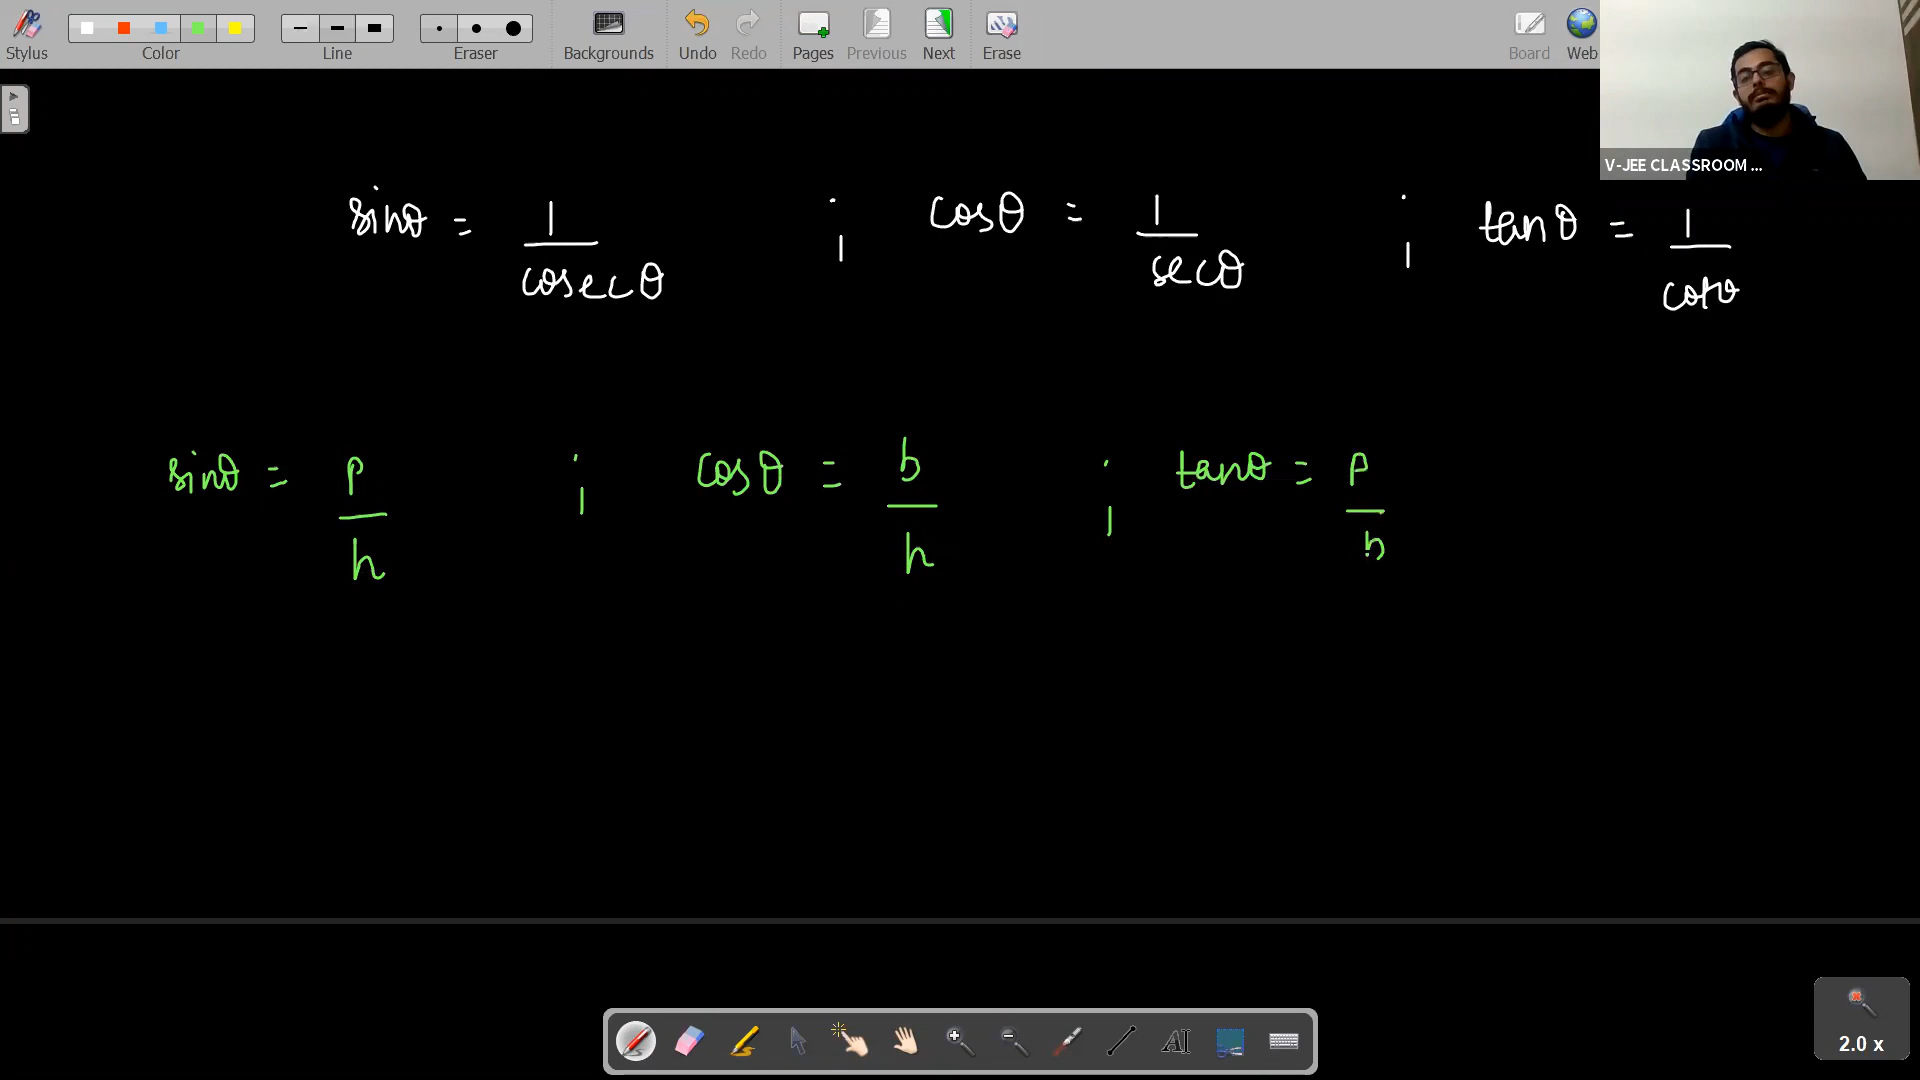 Stylus Color Line Eraser Backgrounds Undo Redo Pages Previous Next Erase Board Web
V-JEE CLASSROOM ...
sinθ = 1/cosecθ ; cosθ = 1/secθ ; tanθ = 1/cotθ
sinθ = p/h ; cosθ = b/h ; tanθ = p/b
2.0 x